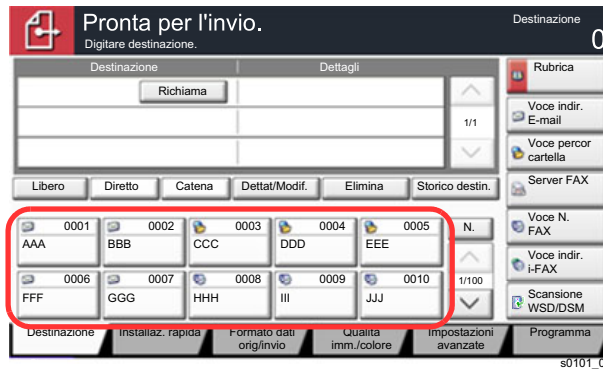 Pronta per l'invio.
Digitare destinazione.
Destinazione
0
Destinazione Dettagli
Richiama
1/1
Libero Diretto Catena Dettat/Modif. Elimina Storico destin.
0001 0002 0003 0004 0005 N.
AAA BBB CCC DDD EEE
0006 0007 0008 0009 0010 1/100
FFF GGG HHH III JJJ
Rubrica
Voce indir.
E-mail
Voce percor
cartella
Server FAX
Voce N.
FAX
Voce indir.
i-FAX
Scansione
WSD/DSM
Destinazione Installaz. rapida Formato dati
orig/invio
Qualità
imm./colore
Impostazioni
avanzate
Programma
s0101_0